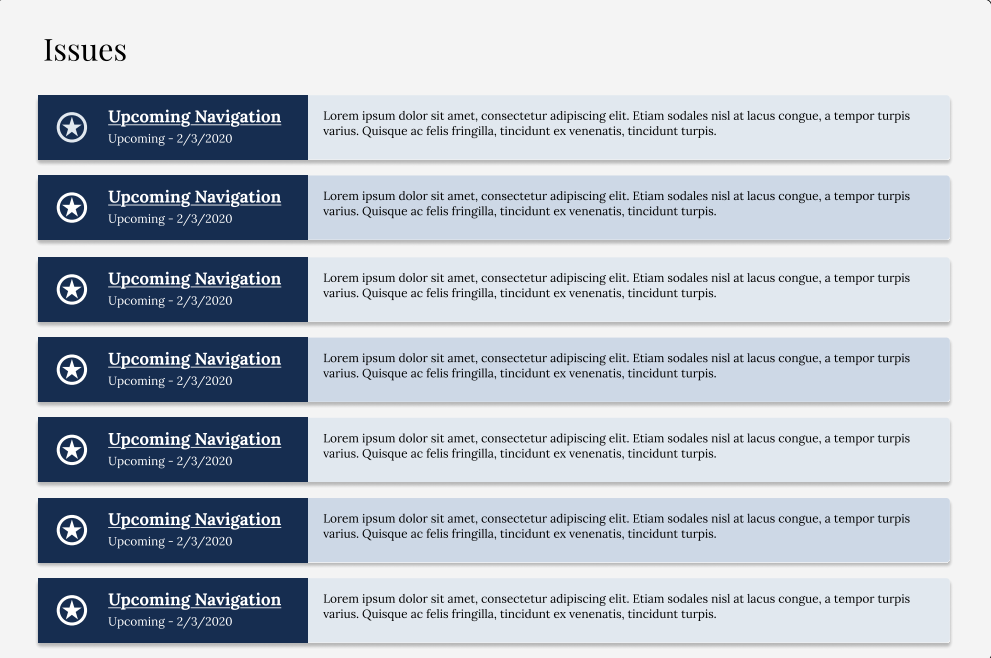 Issues
Upcoming Navigation
Upcoming - 2/3/2020
Lorem ipsum dolor sit amet, consectetur adipiscing elit. Etiam sodales nisl at lacus congue, a tempor turpis
varius. Quisque ac felis fringilla, tincidunt ex venenatis, tincidunt turpis.
Upcoming Navigation
Upcoming - 2/3/2020
Lorem ipsum dolor sit amet, consectetur adipiscing elit. Etiam sodales nisl at lacus congue, a tempor turpis
varius. Quisque ac felis fringilla, tincidunt ex venenatis, tincidunt turpis.
Upcoming Navigation
Upcoming - 2/3/2020
Lorem ipsum dolor sit amet, consectetur adipiscing elit. Etiam sodales nisl at lacus congue, a tempor turpis
varius. Quisque ac felis fringilla, tincidunt ex venenatis, tincidunt turpis.
Upcoming Navigation
Upcoming - 2/3/2020
Lorem ipsum dolor sit amet, consectetur adipiscing elit. Etiam sodales nisl at lacus congue, a tempor turpis
varius. Quisque ac felis fringilla, tincidunt ex venenatis, tincidunt turpis.
Upcoming Navigation
Upcoming - 2/3/2020
Lorem ipsum dolor sit amet, consectetur adipiscing elit. Etiam sodales nisl at lacus congue, a tempor turpis
varius. Quisque ac felis fringilla, tincidunt ex venenatis, tincidunt turpis.
Upcoming Navigation
Upcoming - 2/3/2020
Lorem ipsum dolor sit amet, consectetur adipiscing elit. Etiam sodales nisl at lacus congue, a tempor turpis
varius. Quisque ac felis fringilla, tincidunt ex venenatis, tincidunt turpis.
Upcoming Navigation
Upcoming - 2/3/2020
Lorem ipsum dolor sit amet, consectetur adipiscing elit. Etiam sodales nisl at lacus congue, a tempor turpis
varius. Quisque ac felis fringilla, tincidunt ex venenatis, tincidunt turpis.